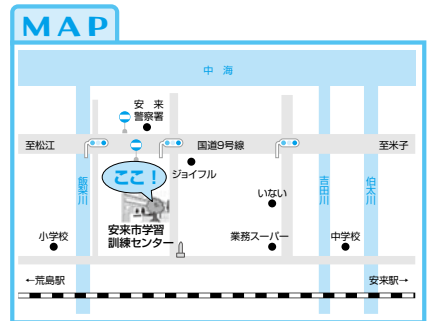 MAP
中海
安来
警察署
至松江
国道9号線
至米子
ここ！
ジョイフル
飯梨川
いない
吉田川
伯太川
安来市学習
訓練センター
小学校
業務スーパー
中学校
←荒島駅
安来駅→